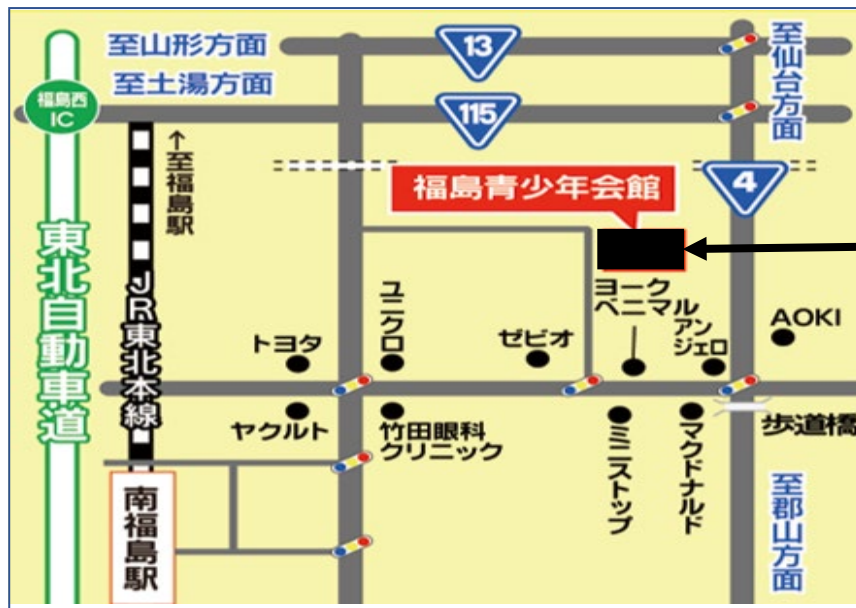 至山形方面
13
至土湯方面
福島西
IC
115
至仙台方面
↑至福島駅
福島青少年会館
4
東北自動車道
JR東北本線
ユニクロ
ヨーク
ベニマル
アン
ジェロ
AOKI
トヨタ
ゼビオ
ヤクルト
竹田眼科
クリニック
ミニストップ
マクドナルド
歩道橋
南福島駅
至郡山方面